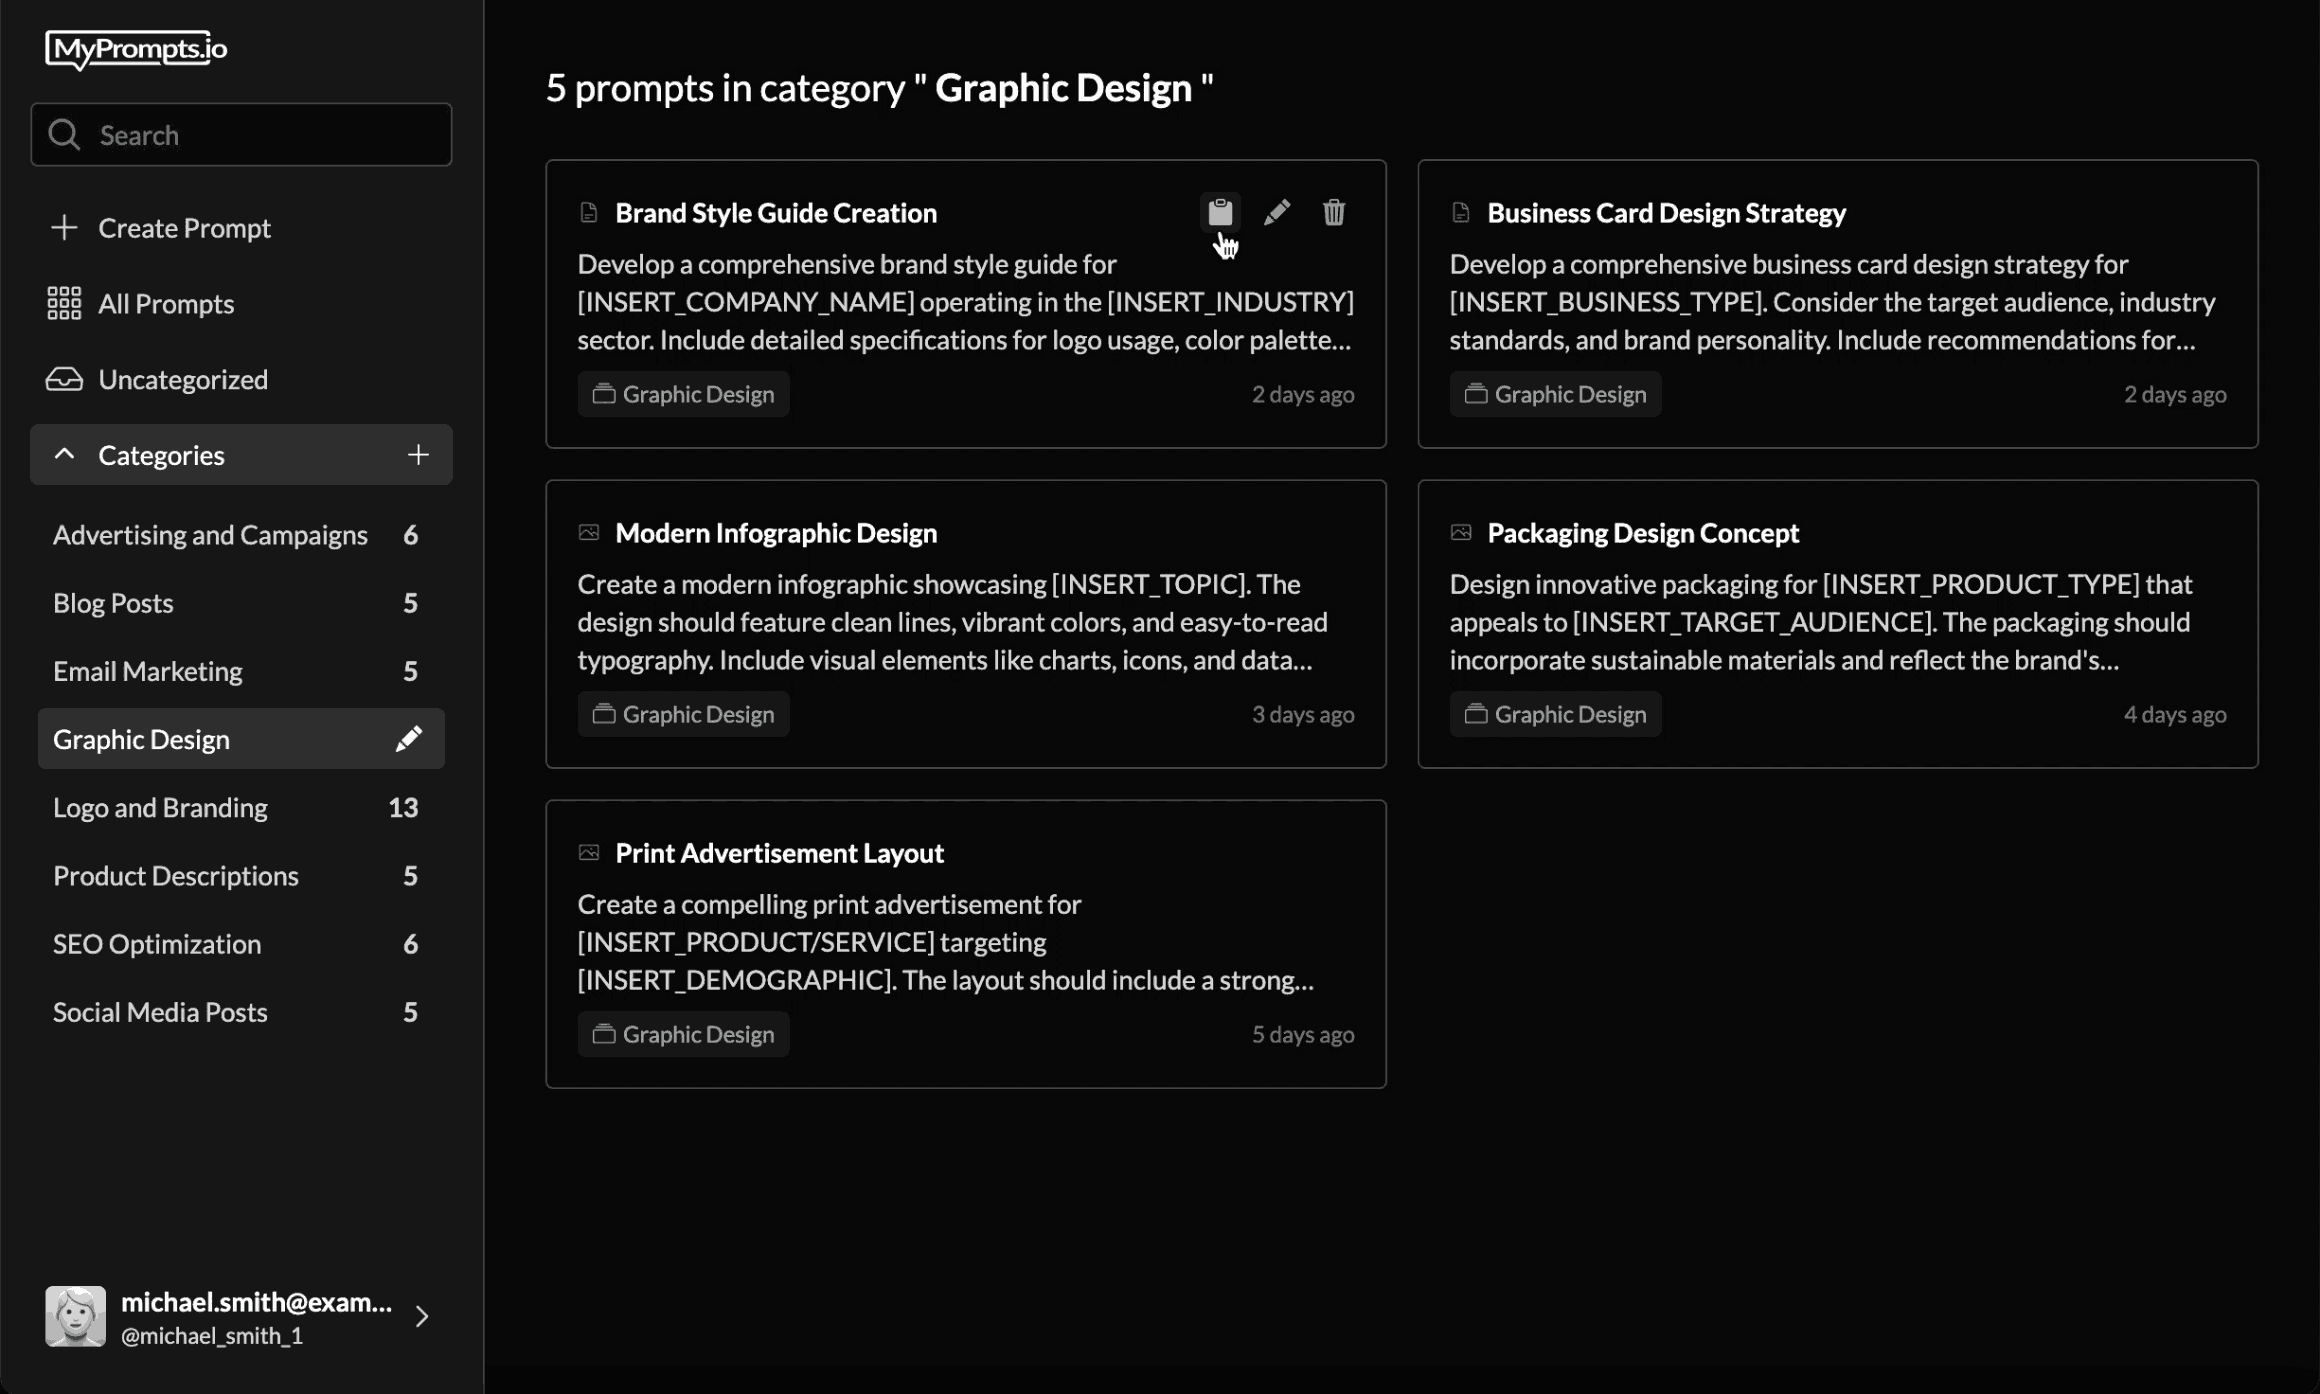 MyPrompts.io
Search
Create Prompt
All Prompts
Uncategorized
Categories
Advertising and Campaigns 6
Blog Posts 5
Email Marketing 5
Graphic Design
Logo and Branding 13
Product Descriptions 5
SEO Optimization 6
Social Media Posts 5
michael.smith@exam...
@michael_smith_1
5 prompts in category " Graphic Design "
Brand Style Guide Creation
Develop a comprehensive brand style guide for
[INSERT_COMPANY_NAME] operating in the [INSERT_INDUSTRY]
sector. Include detailed specifications for logo usage, color palette...
Graphic Design 2 days ago
Business Card Design Strategy
Develop a comprehensive business card design strategy for
[INSERT_BUSINESS_TYPE]. Consider the target audience, industry
standards, and brand personality. Include recommendations for...
Graphic Design 2 days ago
Modern Infographic Design
Create a modern infographic showcasing [INSERT_TOPIC]. The
design should feature clean lines, vibrant colors, and easy-to-read
typography. Include visual elements like charts, icons, and data...
Graphic Design 3 days ago
Packaging Design Concept
Design innovative packaging for [INSERT_PRODUCT_TYPE] that
appeals to [INSERT_TARGET_AUDIENCE]. The packaging should
incorporate sustainable materials and reflect the brand's...
Graphic Design 4 days ago
Print Advertisement Layout
Create a compelling print advertisement for
[INSERT_PRODUCT/SERVICE] targeting
[INSERT_DEMOGRAPHIC]. The layout should include a strong...
Graphic Design 5 days ago